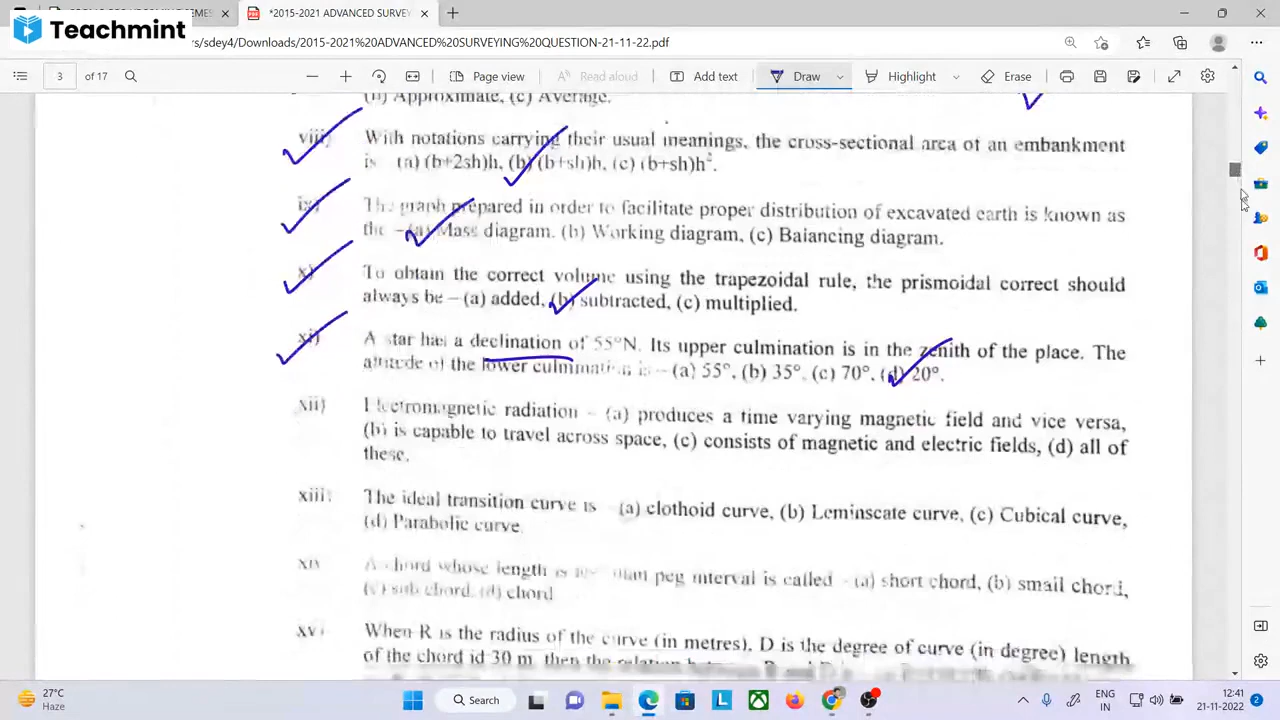 *2015-2021 ADVANCED SURVEY
Teachmint
rs/sdey4/Downloads/2015-2021%20ADVANCED%20SURVEYING%20QUESTION-21-11-22.pdf
3 of 17
Page view
Read aloud
Add text
Draw
Highlight
Erase
(b) Approximate, (c) Average.
viii) With notations carrying their usual meanings, the cross-sectional area of an embankment
is - (a) (b+2sh)h, (b) (b+sh)h, (c) (b+sh)h².
ix) The graph prepared in order to facilitate proper distribution of excavated earth is known as
the - (a) Mass diagram. (b) Working diagram, (c) Balancing diagram.
x) To obtain the correct volume using the trapezoidal rule, the prismoidal correct should
always be - (a) added, (b) subtracted, (c) multiplied.
xi) A star has a declination of 55°N. Its upper culmination is in the zenith of the place. The
altitude of the lower culmination is - (a) 55°, (b) 35°, (c) 70°, (d) 20°.
xii) Electromagnetic radiation - (a) produces a time varying magnetic field and vice versa,
(b) is capable to travel across space, (c) consists of magnetic and electric fields, (d) all of
these.
xiii) The ideal transition curve is - (a) clothoid curve, (b) Leminscate curve, (c) Cubical curve,
(d) Parabolic curve.
xiv) A chord whose length is less than peg interval is called - (a) short chord, (b) small chord,
(c) sub chord, (d) chord
xv) When R is the radius of the curve (in metres), D is the degree of curve (in degree) length
of the chord id 30 m, then the relation between R and D
27°C
Haze
Search
ENG
IN
12:41
21-11-2022
2